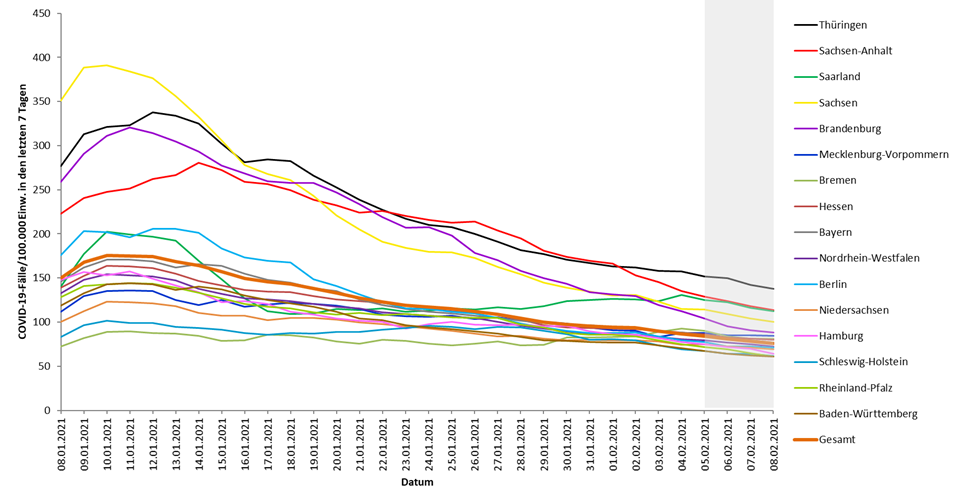 COVID-19-Fälle/100.000 Einw. in den letzten 7 Tagen
450
400
350
300
250
200
150
100
50
0
08.01.2021
09.01.2021
10.01.2021
11.01.2021
12.01.2021
13.01.2021
14.01.2021
15.01.2021
16.01.2021
17.01.2021
18.01.2021
19.01.2021
20.01.2021
21.01.2021
22.01.2021
23.01.2021
24.01.2021
25.01.2021
26.01.2021
27.01.2021
28.01.2021
29.01.2021
30.01.2021
31.01.2021
01.02.2021
02.02.2021
03.02.2021
04.02.2021
05.02.2021
06.02.2021
07.02.2021
08.02.2021
Datum
Thüringen
Sachsen-Anhalt
Saarland
Sachsen
Brandenburg
Mecklenburg-Vorpommern
Bremen
Hessen
Bayern
Nordrhein-Westfalen
Berlin
Niedersachsen
Hamburg
Schleswig-Holstein
Rheinland-Pfalz
Baden-Württemberg
Gesamt